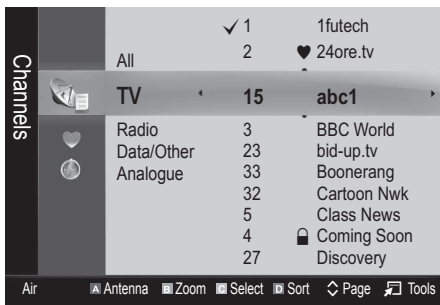 Channels
✓ 1 1futech
All 2 ♥ 24ore.tv
TV 15 abc1
Radio 3 BBC World
Data/Other 23 bid-up.tv
Analogue 33 Boonerang
32 Cartoon Nwk
5 Class News
4 Coming Soon
27 Discovery
Air A Antenna B Zoom C Select D Sort Page Tools